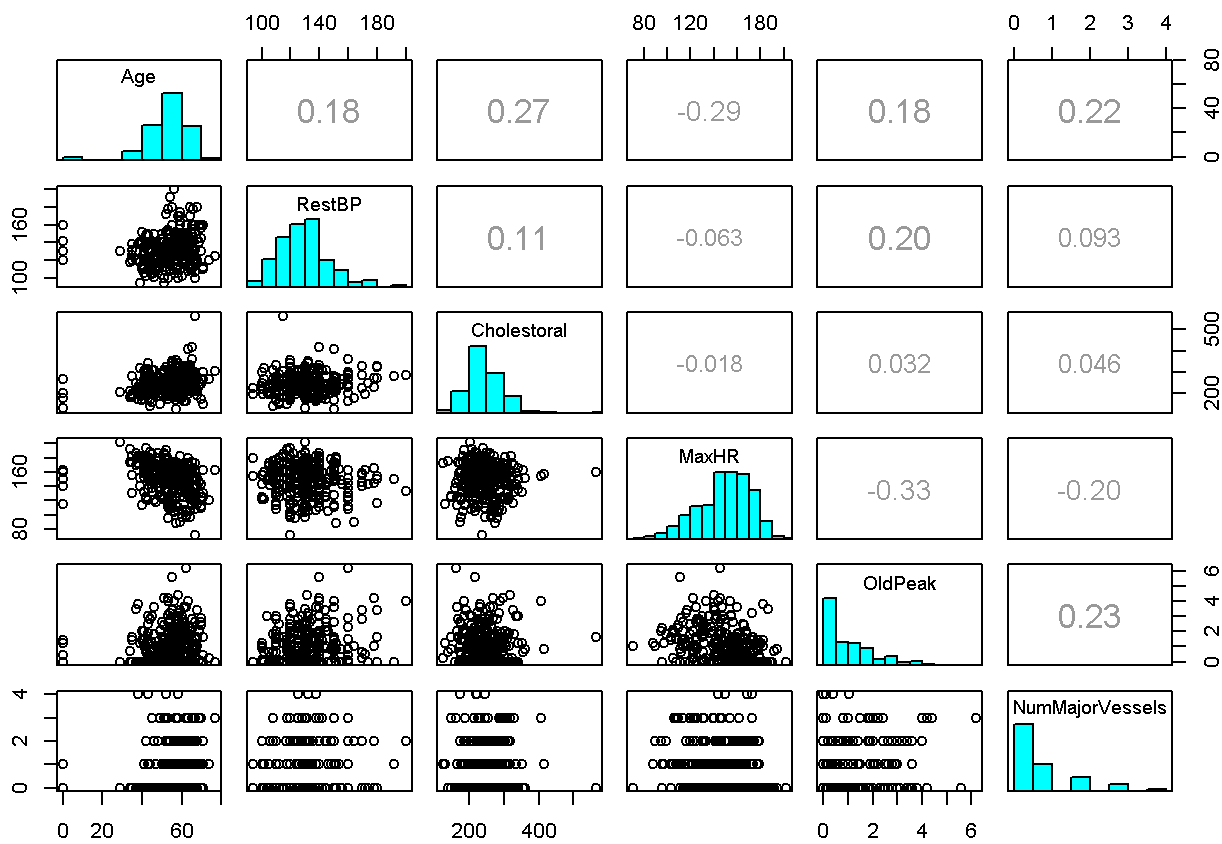 100 140 180 80 120 180 0 1 2 3 4
Age 0.18 0.27 -0.29 0.18 0.22 0 40 80
100 160 RestBP 0.11 -0.063 0.20 0.093
Cholestoral -0.018 0.032 0.046 200 500
80 160 MaxHR -0.33 -0.20
OldPeak 0.23 0 2 4 6
0 2 4 NumMajorVessels
0 20 60 200 400 0 2 4 6